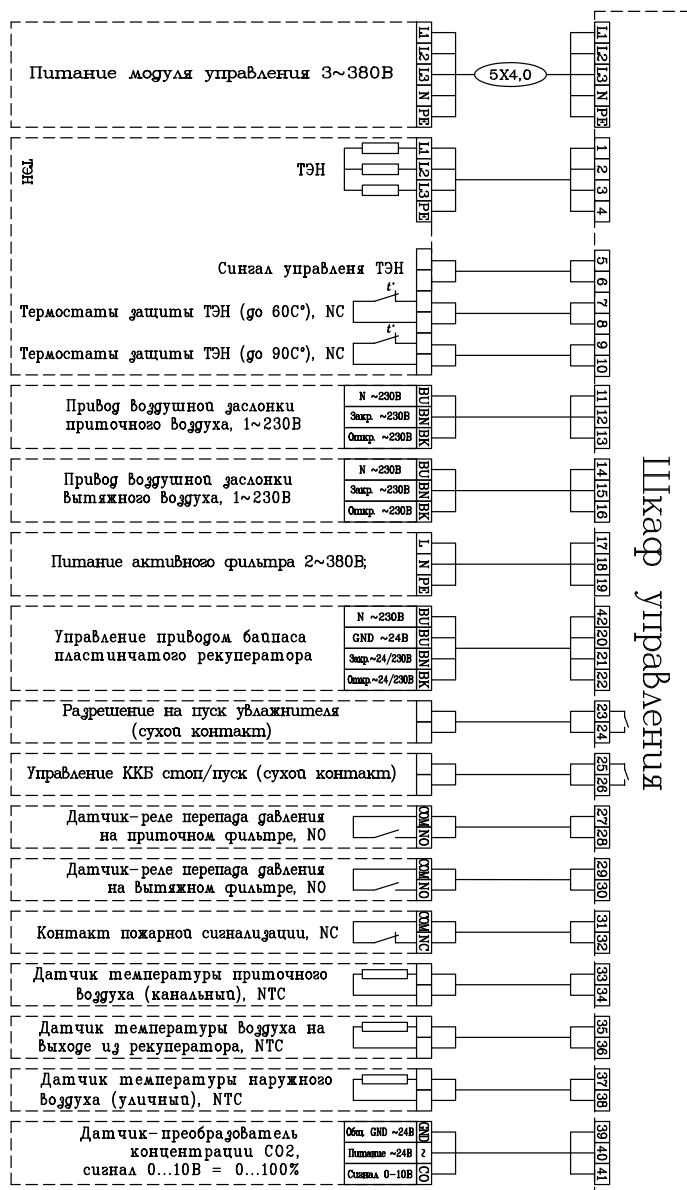 Питание модуля управления 3~380В
L1
L2
L3
N
PE
5X4,0
L1
L2
L3
N
PE
ТЭН
ТЭН
L1
L2
L3
PE
1
2
3
4
Сингал управленя ТЭН
5
6
Термостаты защиты ТЭН (до 60С°), NC
t°
7
8
Термостаты защиты ТЭН (до 90С°), NC
t°
9
10
Привод воздушной заслонки
приточного воздуха, 1~230В
N ~230В
Закр. ~230В
Откр. ~230В
BU
BN
BK
11
12
13
Привод воздушной заслонки
вытяжного воздуха, 1~230В
N ~230В
Закр. ~230В
Откр. ~230В
BU
BN
BK
14
15
16
Питание активного фильтра 2~380В;
L
N
PE
17
18
19
Управление приводом байпаса
пластинчатого рекуператора
N ~230В
GND ~24В
Закр.~24/230В
Откр.~24/230В
BU
BU
BN
BK
42
20
21
22
Разрешение на пуск увлажнителя
(сухой контакт)
23
24
Управление ККБ стоп/пуск (сухой контакт)
25
26
Датчик-реле перепада давления
на приточном фильтре, NO
COM
NO
27
28
Датчик-реле перепада давления
на вытяжном фильтре, NO
COM
NO
29
30
Контакт пожарной сигнализации, NC
COM
NC
31
32
Датчик температуры приточного
воздуха (канальный), NTC
33
34
Датчик температуры воздуха на
выходе из рекуператора, NTC
35
36
Датчик температуры наружного
воздуха (уличный), NTC
37
38
Датчик-преобразователь
концентрации СО2,
сигнал 0...10В = 0...100%
Общ. GND ~24В
Питание ~24В
Сигнал 0-10В
GND
~
CO
39
40
41
Шкаф управления